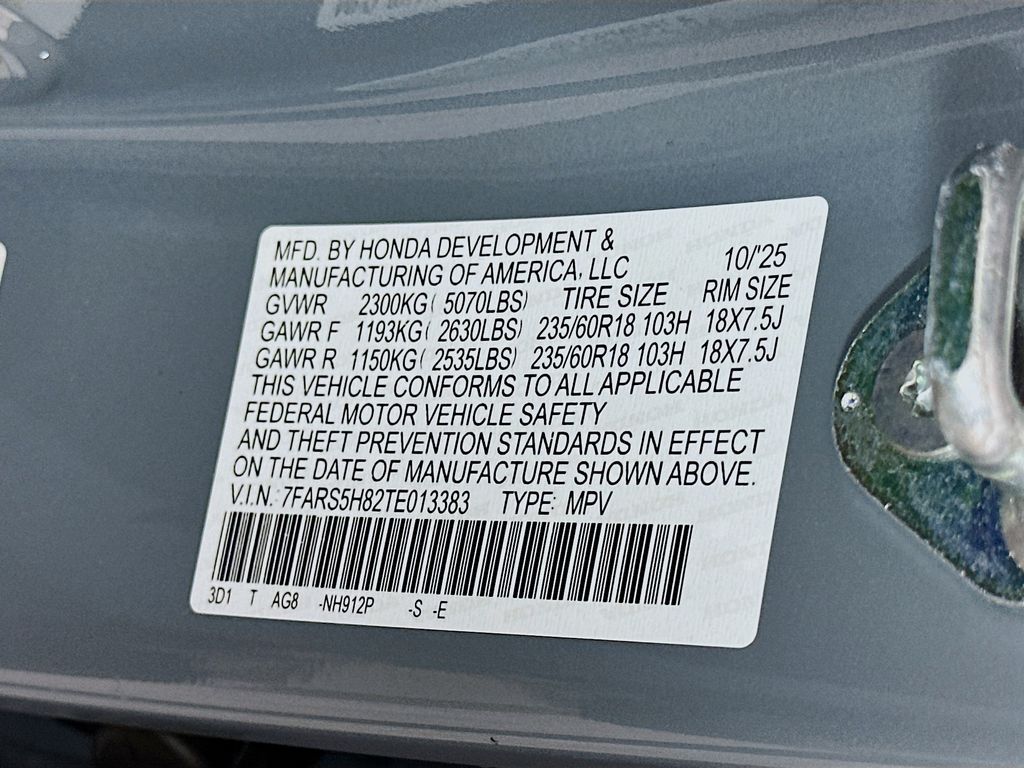 MFD. BY HONDA DEVELOPMENT &
MANUFACTURING OF AMERICA, LLC 10/'25
GVWR 2300KG( 5070LBS) TIRE SIZE RIM SIZE
GAWR F 1193KG( 2630LBS) 235/60R18 103H 18X7.5J
GAWR R 1150KG( 2535LBS) 235/60R18 103H 18X7.5J
THIS VEHICLE CONFORMS TO ALL APPLICABLE
FEDERAL MOTOR VEHICLE SAFETY
AND THEFT PREVENTION STANDARDS IN EFFECT
ON THE DATE OF MANUFACTURE SHOWN ABOVE.
V.I.N.: 7FARS5H82TE013383 TYPE: MPV
3D1 T AG8 -NH912P -S -E